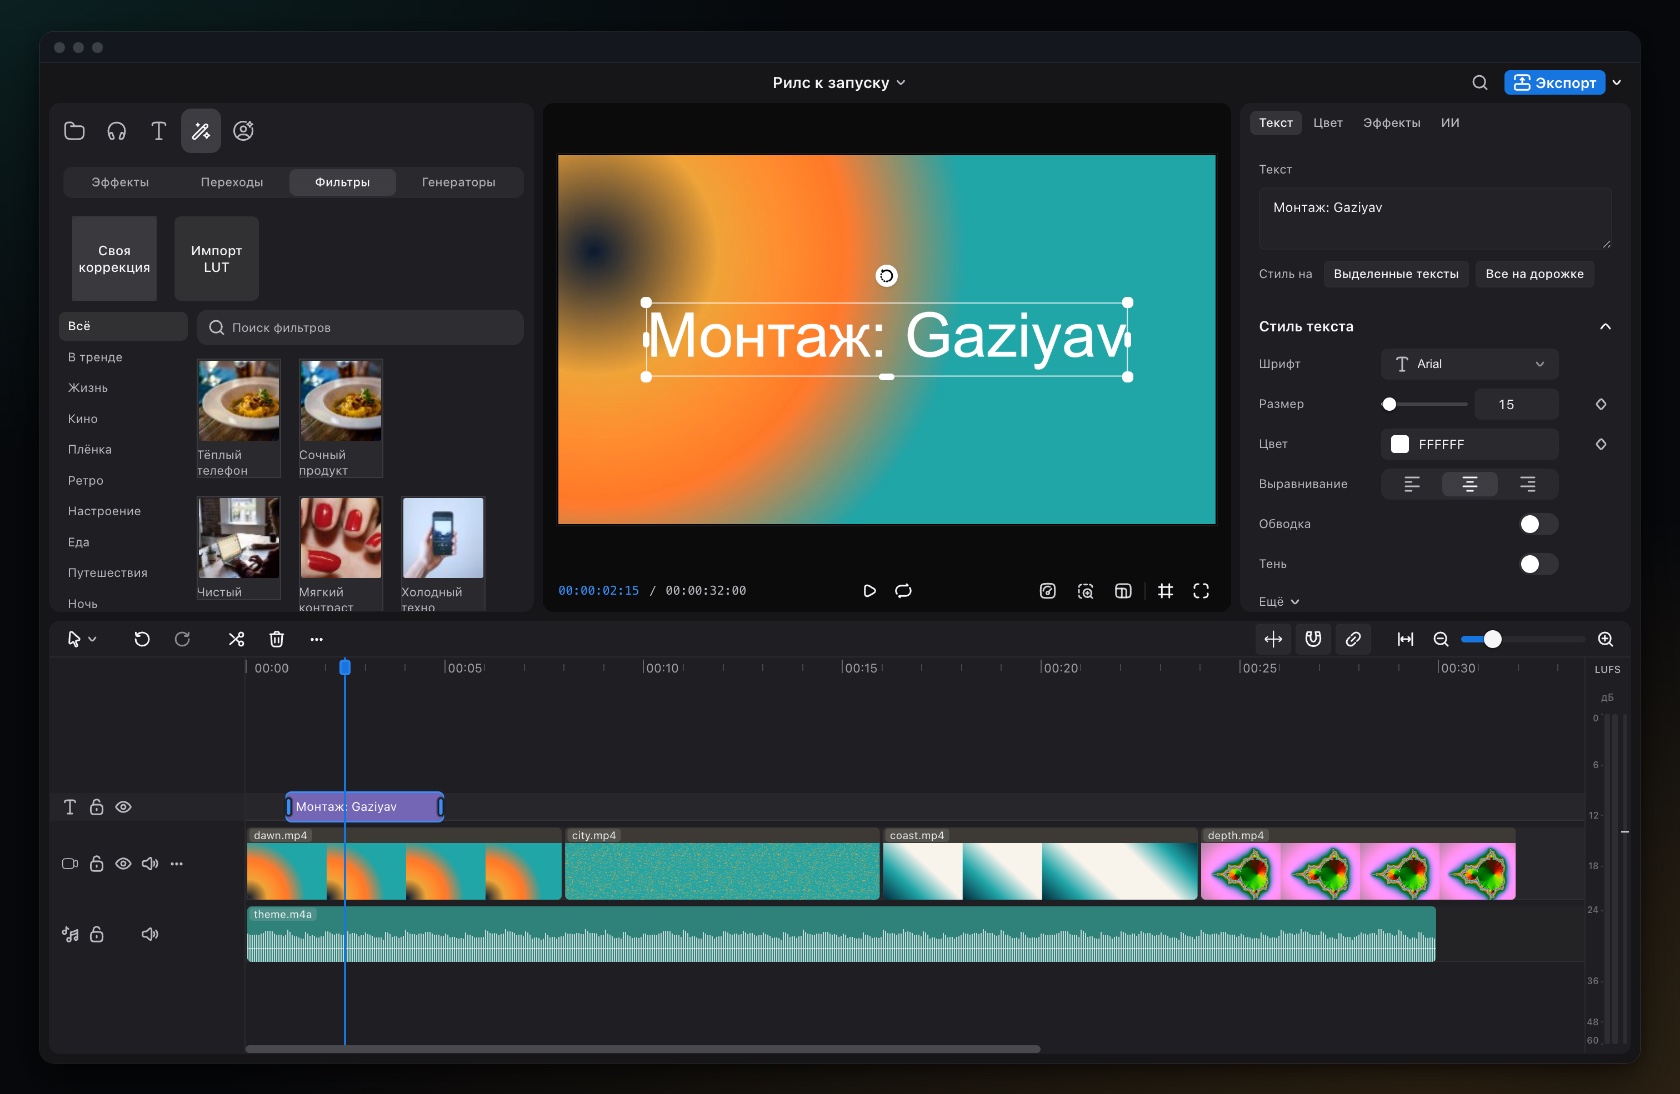 Рилс к запуску
Экспорт
Эффекты
Переходы
Фильтры
Генераторы
Своя
коррекция
Импорт
LUT
Всё
В тренде
Жизнь
Кино
Плёнка
Ретро
Настроение
Еда
Путешествия
Ночь
Поиск фильтров
Тёплый
телефон
Сочный
продукт
Чистый
Мягкий
контраст
Холодный
техно
Монтаж: Gaziyav
00:00:02:15 / 00:00:32:00
Текст
Цвет
Эффекты
ИИ
Текст
Монтаж: Gaziyav
Стиль на
Выделенные тексты
Все на дорожке
Стиль текста
Шрифт
Arial
Размер
15
Цвет
FFFFFF
Выравнивание
Обводка
Тень
Ещё
00:00
00:05
00:10
00:15
00:20
00:25
00:30
LUFS
дБ
0
6
12
18
24
36
48
60
Монтаж: Gaziyav
dawn.mp4
city.mp4
coast.mp4
depth.mp4
theme.m4a